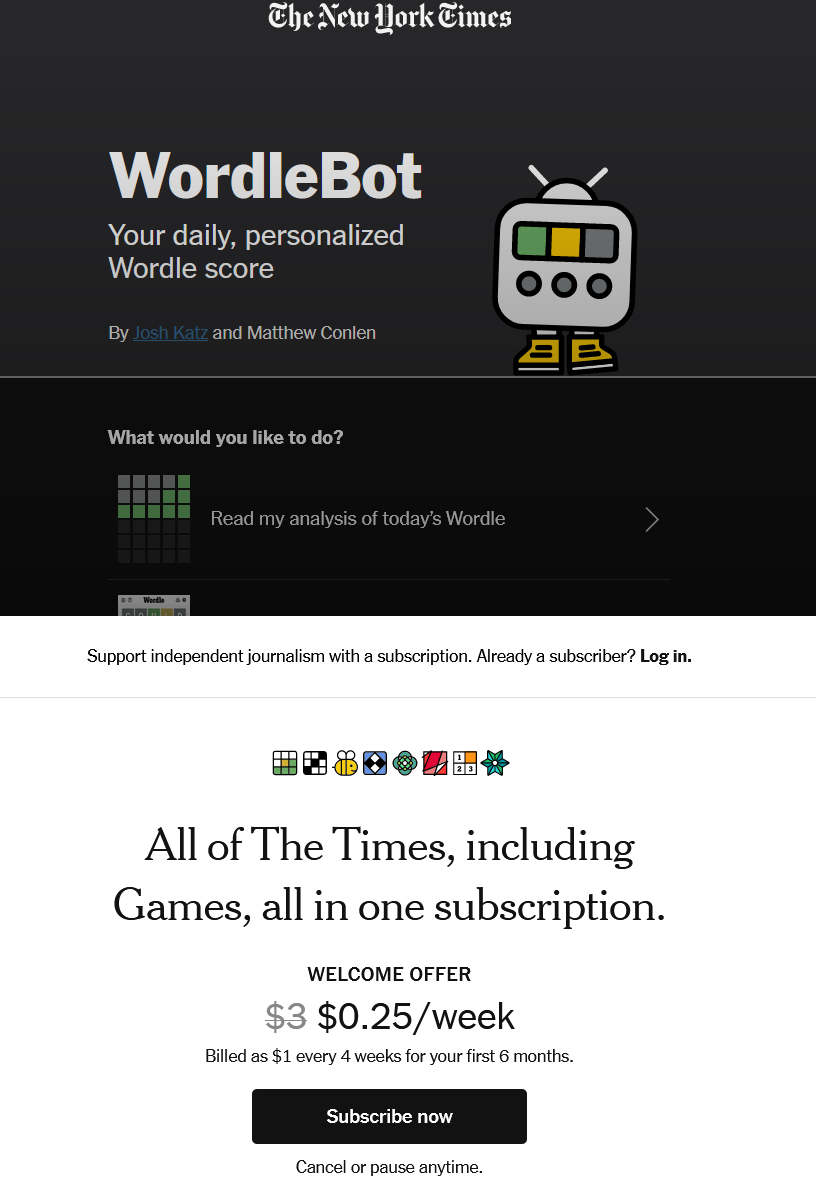 The New York Times
WordleBot
Your daily, personalized
Wordle score
By Josh Katz and Matthew Conlen
What would you like to do?
Read my analysis of today’s Wordle
Wordle
Support independent journalism with a subscription. Already a subscriber? Log in.
1
2 3
All of The Times, including
Games, all in one subscription.
WELCOME OFFER
$3 $0.25/week
Billed as $1 every 4 weeks for your first 6 months.
Subscribe now
Cancel or pause anytime.